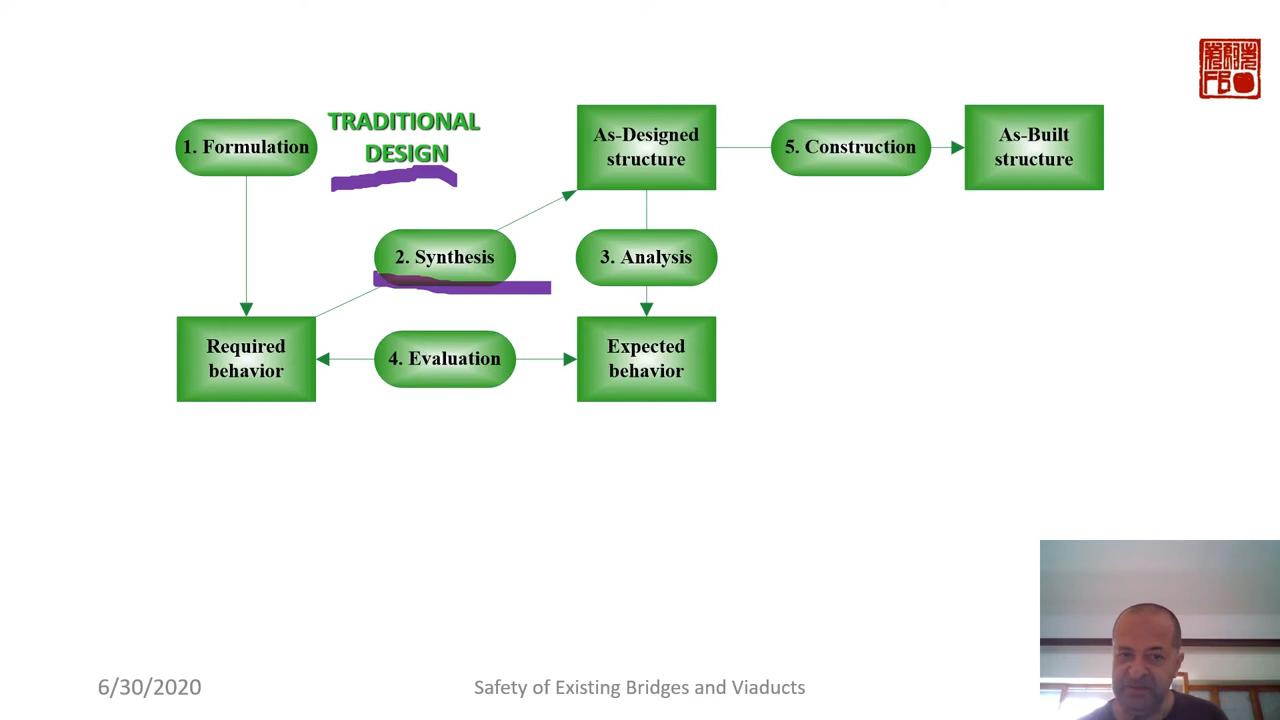 1. Formulation
TRADITIONAL
DESIGN
As-Designed
structure
5. Construction
As-Built
structure
2. Synthesis
3. Analysis
Required
behavior
4. Evaluation
Expected
behavior
FB
6/30/2020
Safety of Existing Bridges and Viaducts